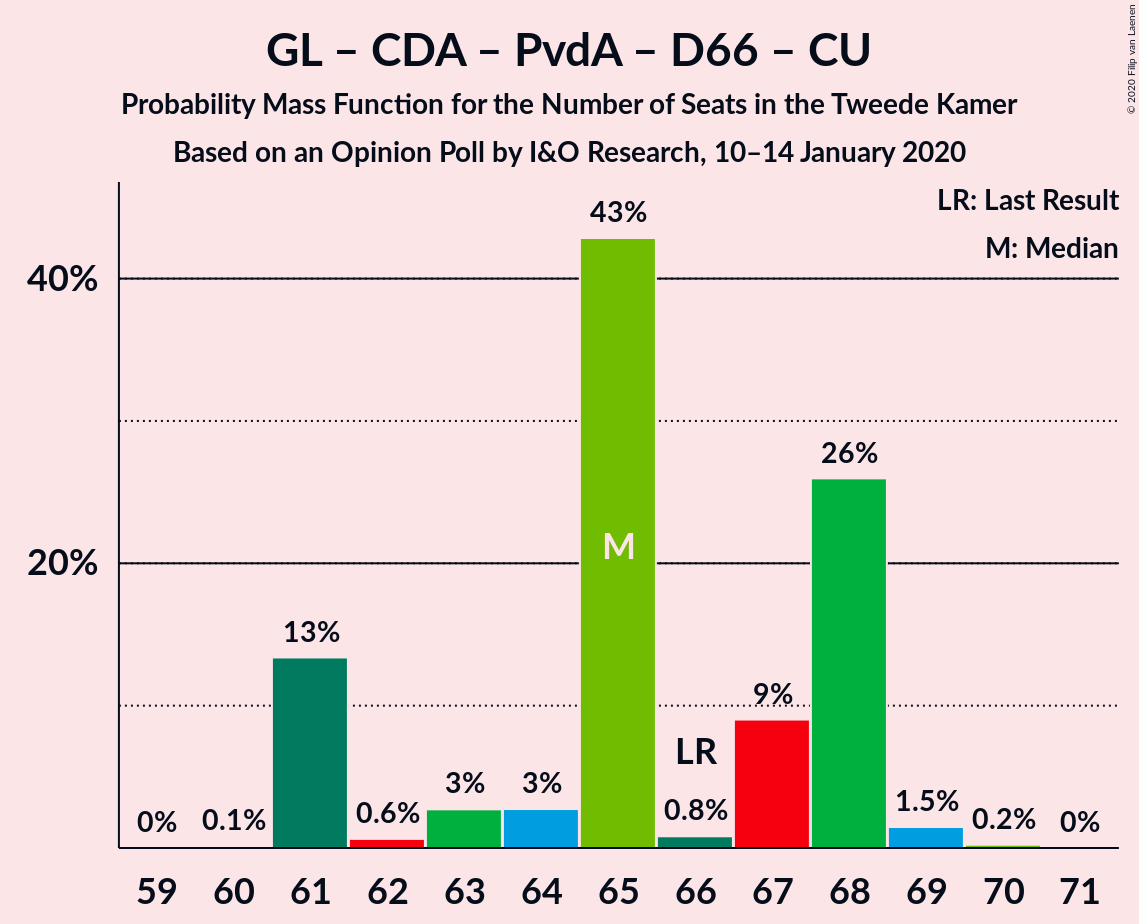 GL – CDA – PvdA – D66 – CU
Probability Mass Function for the Number of Seats in the Tweede Kamer
Based on an Opinion Poll by I&O Research, 10–14 January 2020
© 2020 Filip van Laenen
LR: Last Result
M: Median
40%
20%
0%
0.1%
13%
0.6%
3%
3%
43%
M
LR
0.8%
9%
26%
1.5%
0.2%
0%
59 60 61 62 63 64 65 66 67 68 69 70 71